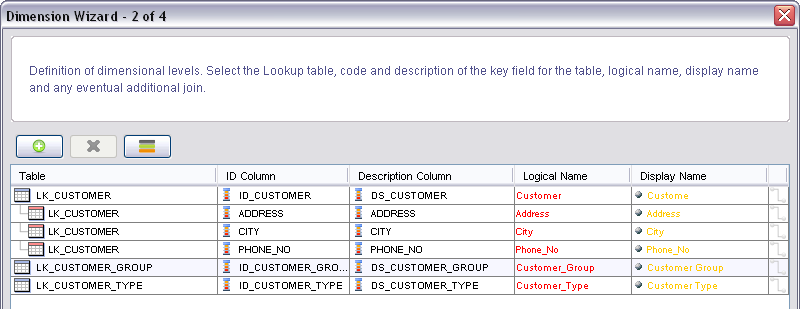 Dimension Wizard - 2 of 4
Definition of dimensional levels. Select the Lookup table, code and description of the key field for the table, logical name, display name
and any eventual additional join.
Table ID Column Description Column Logical Name Display Name
LK_CUSTOMER ID_CUSTOMER DS_CUSTOMER Customer Custome
LK_CUSTOMER ADDRESS ADDRESS Address Address
LK_CUSTOMER CITY CITY City City
LK_CUSTOMER PHONE_NO PHONE_NO Phone_No Phone_No
LK_CUSTOMER_GROUP ID_CUSTOMER_GRO... DS_CUSTOMER_GROUP Customer_Group Customer Group
LK_CUSTOMER_TYPE ID_CUSTOMER_TYPE DS_CUSTOMER_TYPE Customer_Type Customer Type